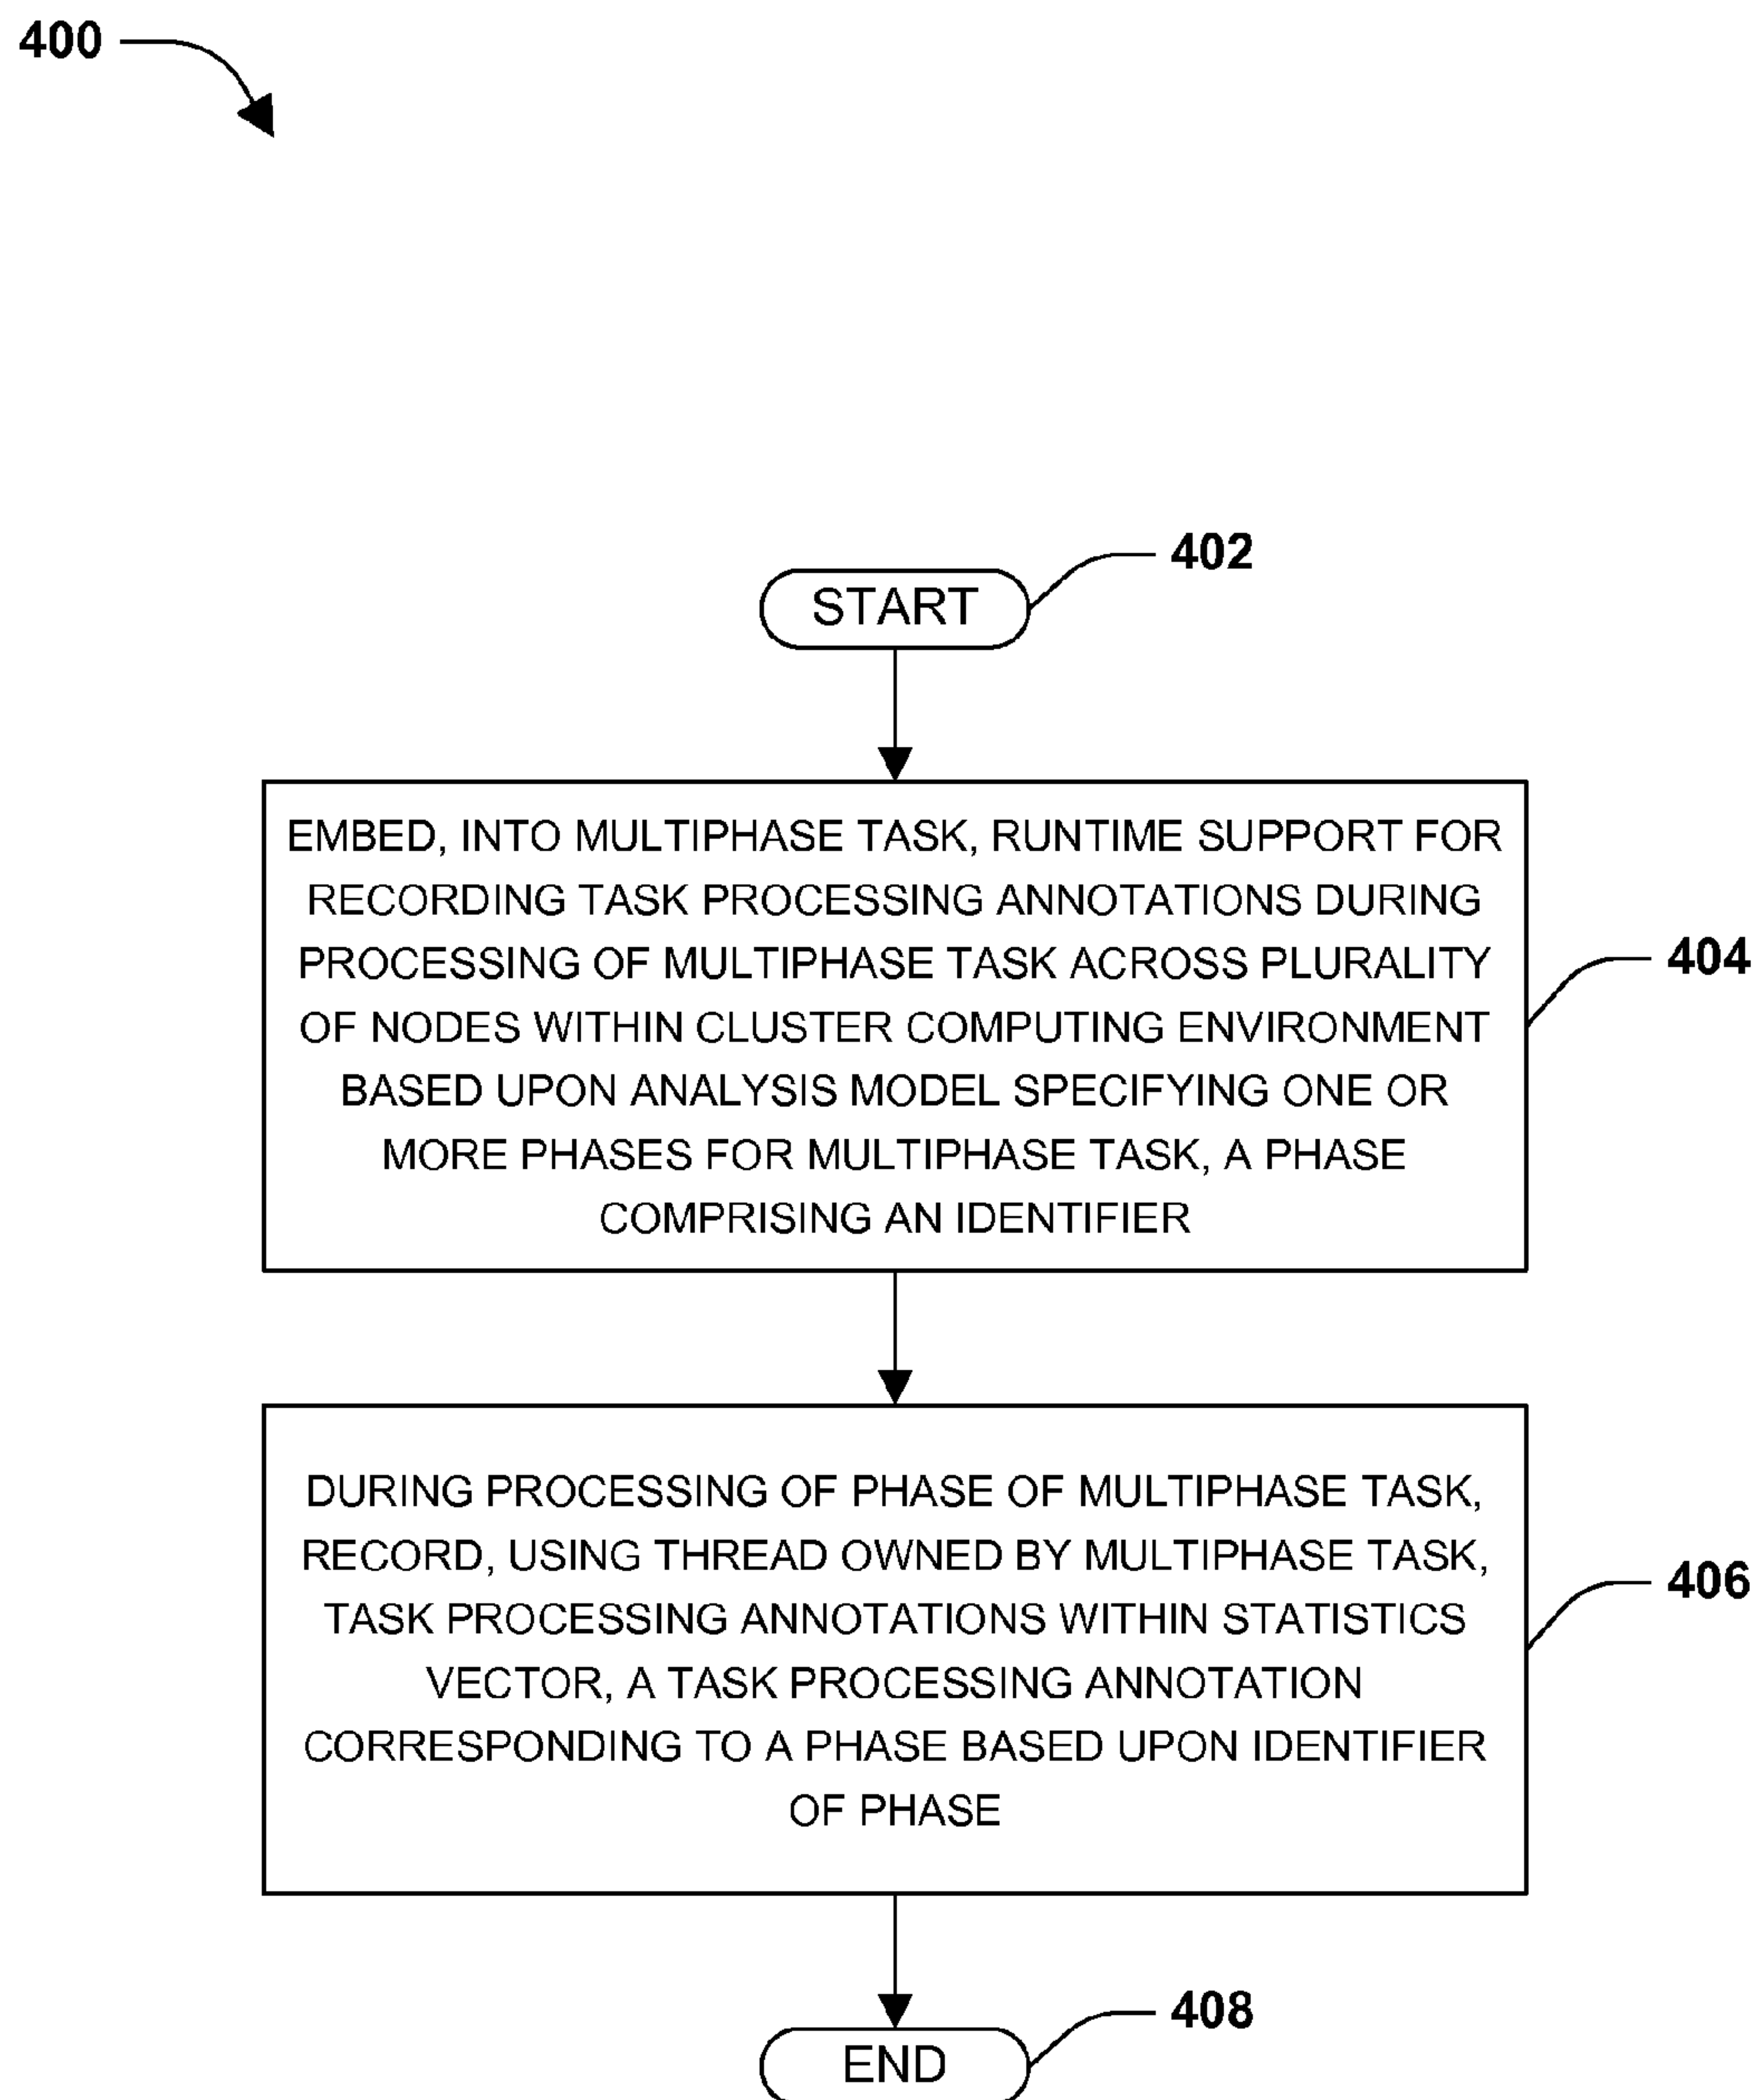 400
402
START
EMBED, INTO MULTIPHASE TASK, RUNTIME SUPPORT FOR
RECORDING TASK PROCESSING ANNOTATIONS DURING
PROCESSING OF MULTIPHASE TASK ACROSS PLURALITY
OF NODES WITHIN CLUSTER COMPUTING ENVIRONMENT
BASED UPON ANALYSIS MODEL SPECIFYING ONE OR
MORE PHASES FOR MULTIPHASE TASK, A PHASE
COMPRISING AN IDENTIFIER
404
DURING PROCESSING OF PHASE OF MULTIPHASE TASK,
RECORD, USING THREAD OWNED BY MULTIPHASE TASK,
TASK PROCESSING ANNOTATIONS WITHIN STATISTICS
VECTOR, A TASK PROCESSING ANNOTATION
CORRESPONDING TO A PHASE BASED UPON IDENTIFIER
OF PHASE
406
408
END